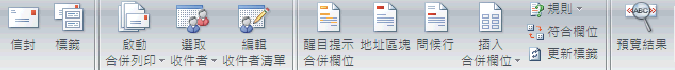 信封
標籤
啟動
合併列印
選取
收件者
編輯
收件者清單
醒目提示
合併欄位
地址區塊
問候行
插入
合併欄位
規則
符合欄位
更新標籤
ABC
預覽結果